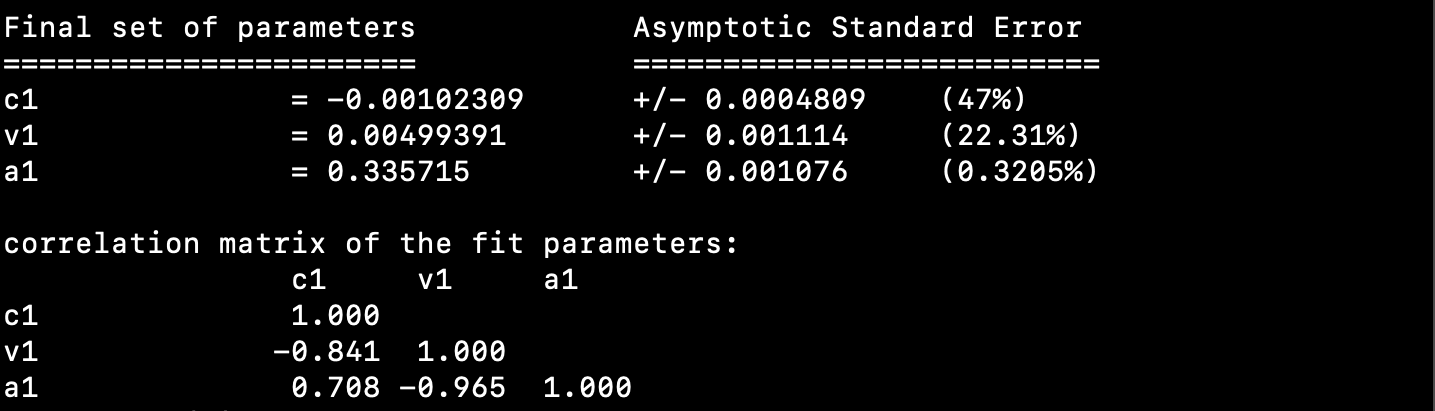 Final set of parameters            Asymptotic Standard Error
=======================            ==========================
c1              = -0.00102309      +/- 0.0004809    (47%)
v1              = 0.00499391       +/- 0.001114     (22.31%)
a1              = 0.335715         +/- 0.001076     (0.3205%)
correlation matrix of the fit parameters:
                c1     v1     a1
c1              1.000
v1             -0.841  1.000
a1              0.708 -0.965  1.000